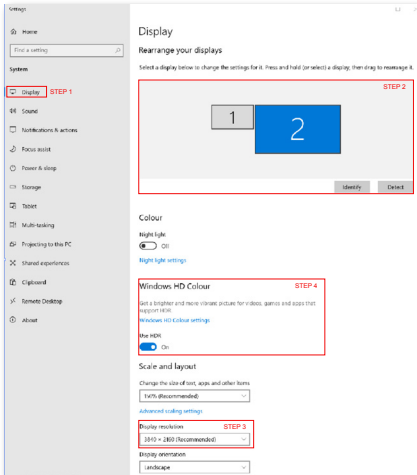 Settings
Home
Find a setting
System
Display STEP 1
Sound
Notifications & actions
Focus assist
Power & sleep
Storage
Tablet
Multi-tasking
Projecting to this PC
Shared experiences
Clipboard
Remote Desktop
About
Display
Rearrange your displays
Select a display below to change the settings for it. Press and hold (or select) a display, then drag to rearrange it.
STEP 2
1
2
Identify Detect
Colour
Night light
Off
Night light settings
Windows HD Colour STEP 4
Get a brighter and more vibrant picture for videos, games and apps that
support HDR.
Windows HD Colour settings
Use HDR
On
Scale and layout
Change the size of text, apps and other items
150% (Recommended)
Advanced scaling settings
Display resolution STEP 3
3840 × 2160 (Recommended)
Display orientation
Landscape